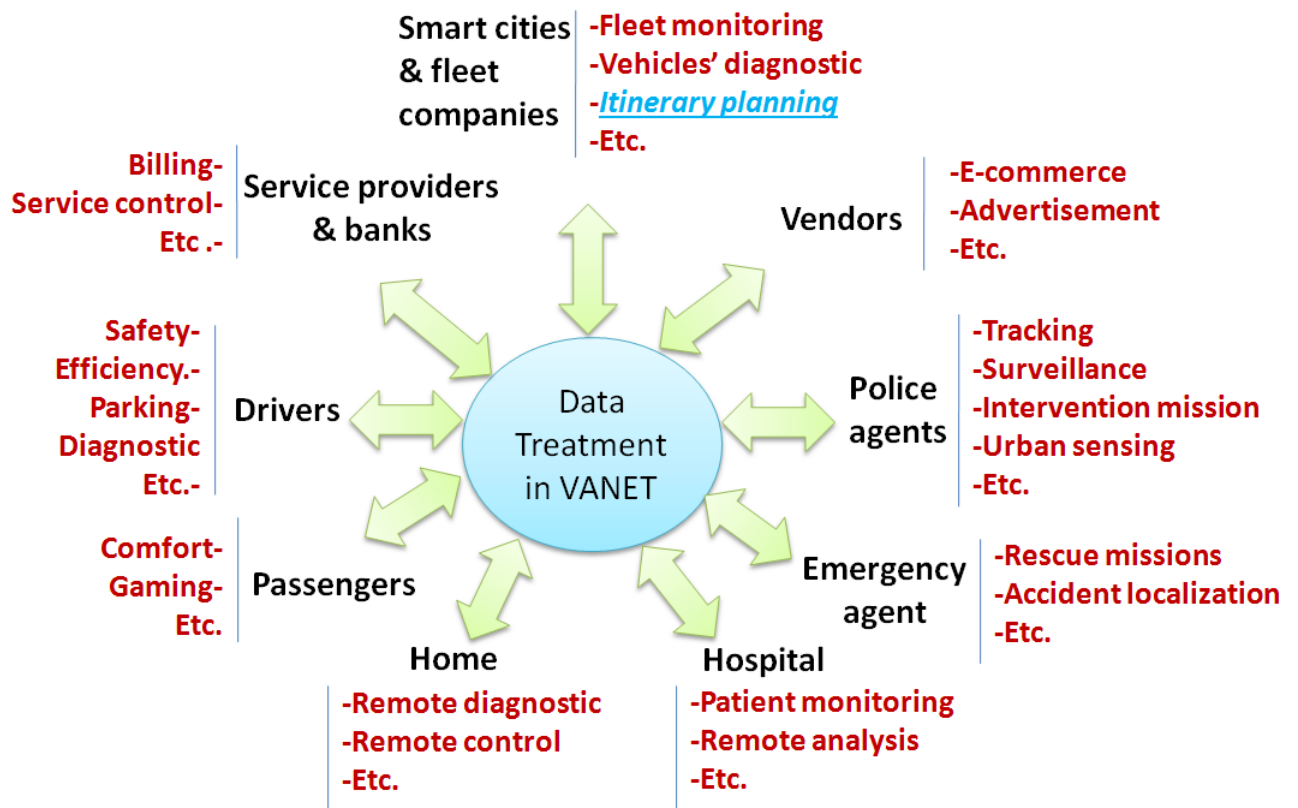 Smart cities
& fleet
companies
-Fleet monitoring
-Vehicles’ diagnostic
-Itinerary planning
-Etc.
Billing-
Service control-
Etc .-
Service providers
& banks
Vendors
-E-commerce
-Advertisement
-Etc.
Safety-
Efficiency.-
Parking-
Diagnostic
Etc.-
Drivers
Data
Treatment
in VANET
Police
agents
-Tracking
-Surveillance
-Intervention mission
-Urban sensing
-Etc.
Comfort-
Gaming-
Etc.
Passengers
Emergency
agent
-Rescue missions
-Accident localization
-Etc.
Home
-Remote diagnostic
-Remote control
-Etc.
Hospital
-Patient monitoring
-Remote analysis
-Etc.